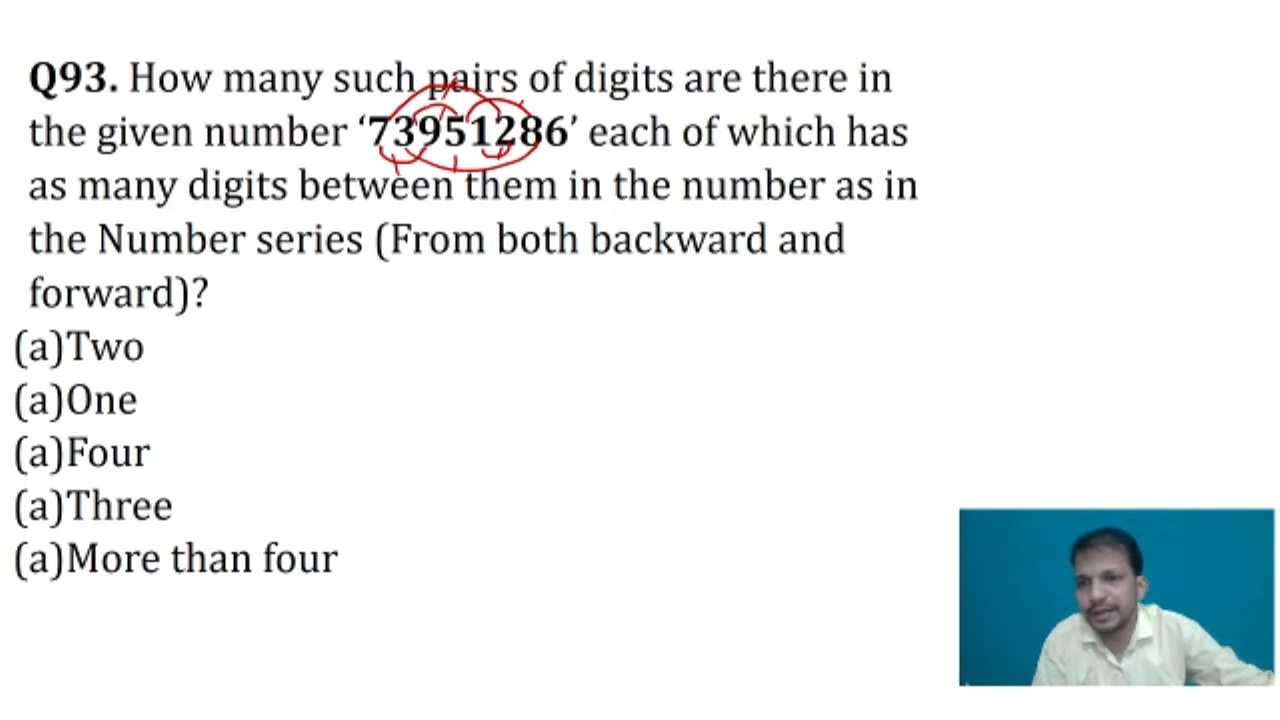 Q93. How many such pairs of digits are there in
the given number ‘73951286’ each of which has
as many digits between them in the number as in
the Number series (From both backward and
forward)?
(a)Two
(a)One
(a)Four
(a)Three
(a)More than four